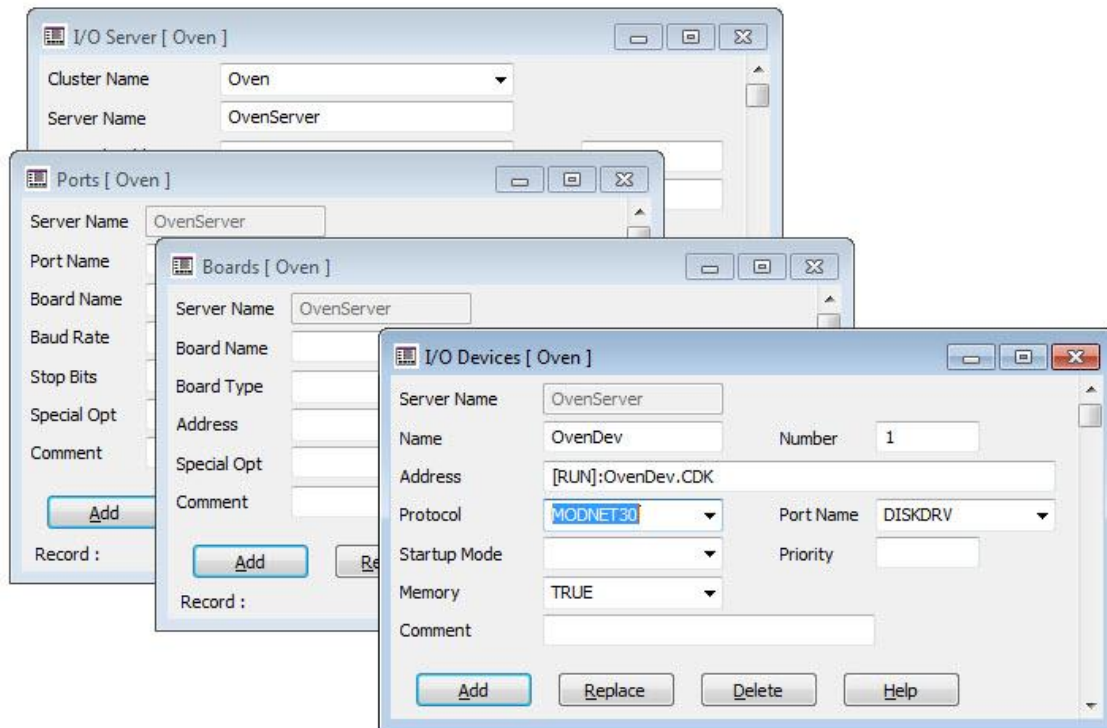 I/O Server [ Oven ]
Cluster Name Oven
Server Name OvenServer
Ports [ Oven ]
Server Name OvenServer
Port Name
Board Name
Baud Rate
Stop Bits
Special Opt
Comment
Add
Record :
Boards [ Oven ]
Server Name OvenServer
Board Name
Board Type
Address
Special Opt
Comment
Add Re
Record :
I/O Devices [ Oven ]
Server Name OvenServer
Name OvenDev Number 1
Address [RUN]:OvenDev.CDK
Protocol MODNET30 Port Name DISKDRV
Startup Mode Priority
Memory TRUE
Comment
Add Replace Delete Help